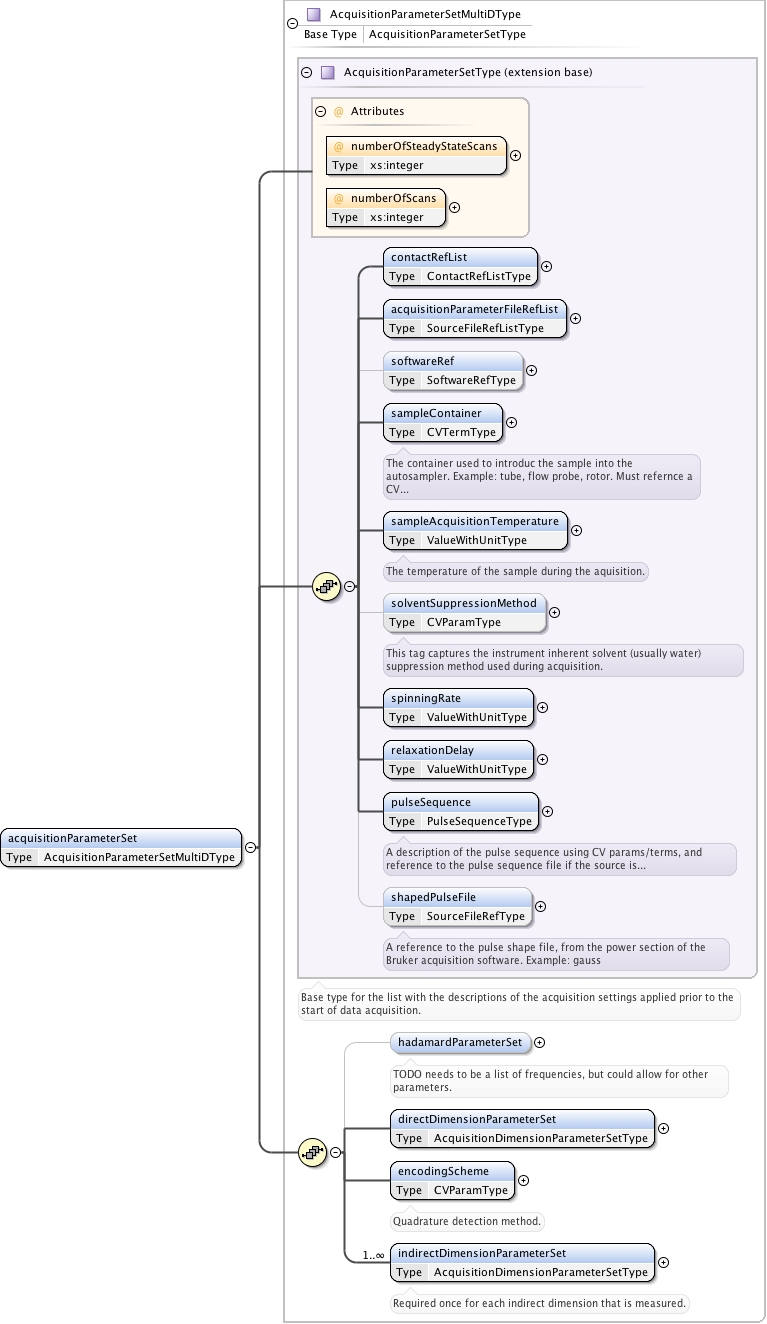 AcquisitionParameterSetMultiDType
Base Type AcquisitionParameterSetType
AcquisitionParameterSetType (extension base)
@ Attributes
@ numberOfSteadyStateScans
Type xs:integer
@ numberOfScans
Type xs:integer
contactRefList
Type ContactRefListType
acquisitionParameterFileRefList
Type SourceFileRefListType
softwareRef
Type SoftwareRefType
sampleContainer
Type CVTermType
The container used to introduc the sample into the
autosampler. Example: tube, flow probe, rotor. Must refernce a
CV...
sampleAcquisitionTemperature
Type ValueWithUnitType
The temperature of the sample during the aquisition.
solventSuppressionMethod
Type CVParamType
This tag captures the instrument inherent solvent (usually water)
suppression method used during acquisition.
spinningRate
Type ValueWithUnitType
relaxationDelay
Type ValueWithUnitType
pulseSequence
Type PulseSequenceType
acquisitionParameterSet
Type AcquisitionParameterSetMultiDType
A description of the pulse sequence using CV params/terms, and
reference to the pulse sequence file if the source is...
shapedPulseFile
Type SourceFileRefType
A reference to the pulse shape file, from the power section of the
Bruker acquisition software. Example: gauss
Base type for the list with the descriptions of the acquisition settings applied prior to the
start of data acquisition.
hadamardParameterSet
TODO needs to be a list of frequencies, but could allow for other
parameters.
directDimensionParameterSet
Type AcquisitionDimensionParameterSetType
encodingScheme
Type CVParamType
Quadrature detection method.
1..∞ indirectDimensionParameterSet
Type AcquisitionDimensionParameterSetType
Required once for each indirect dimension that is measured.